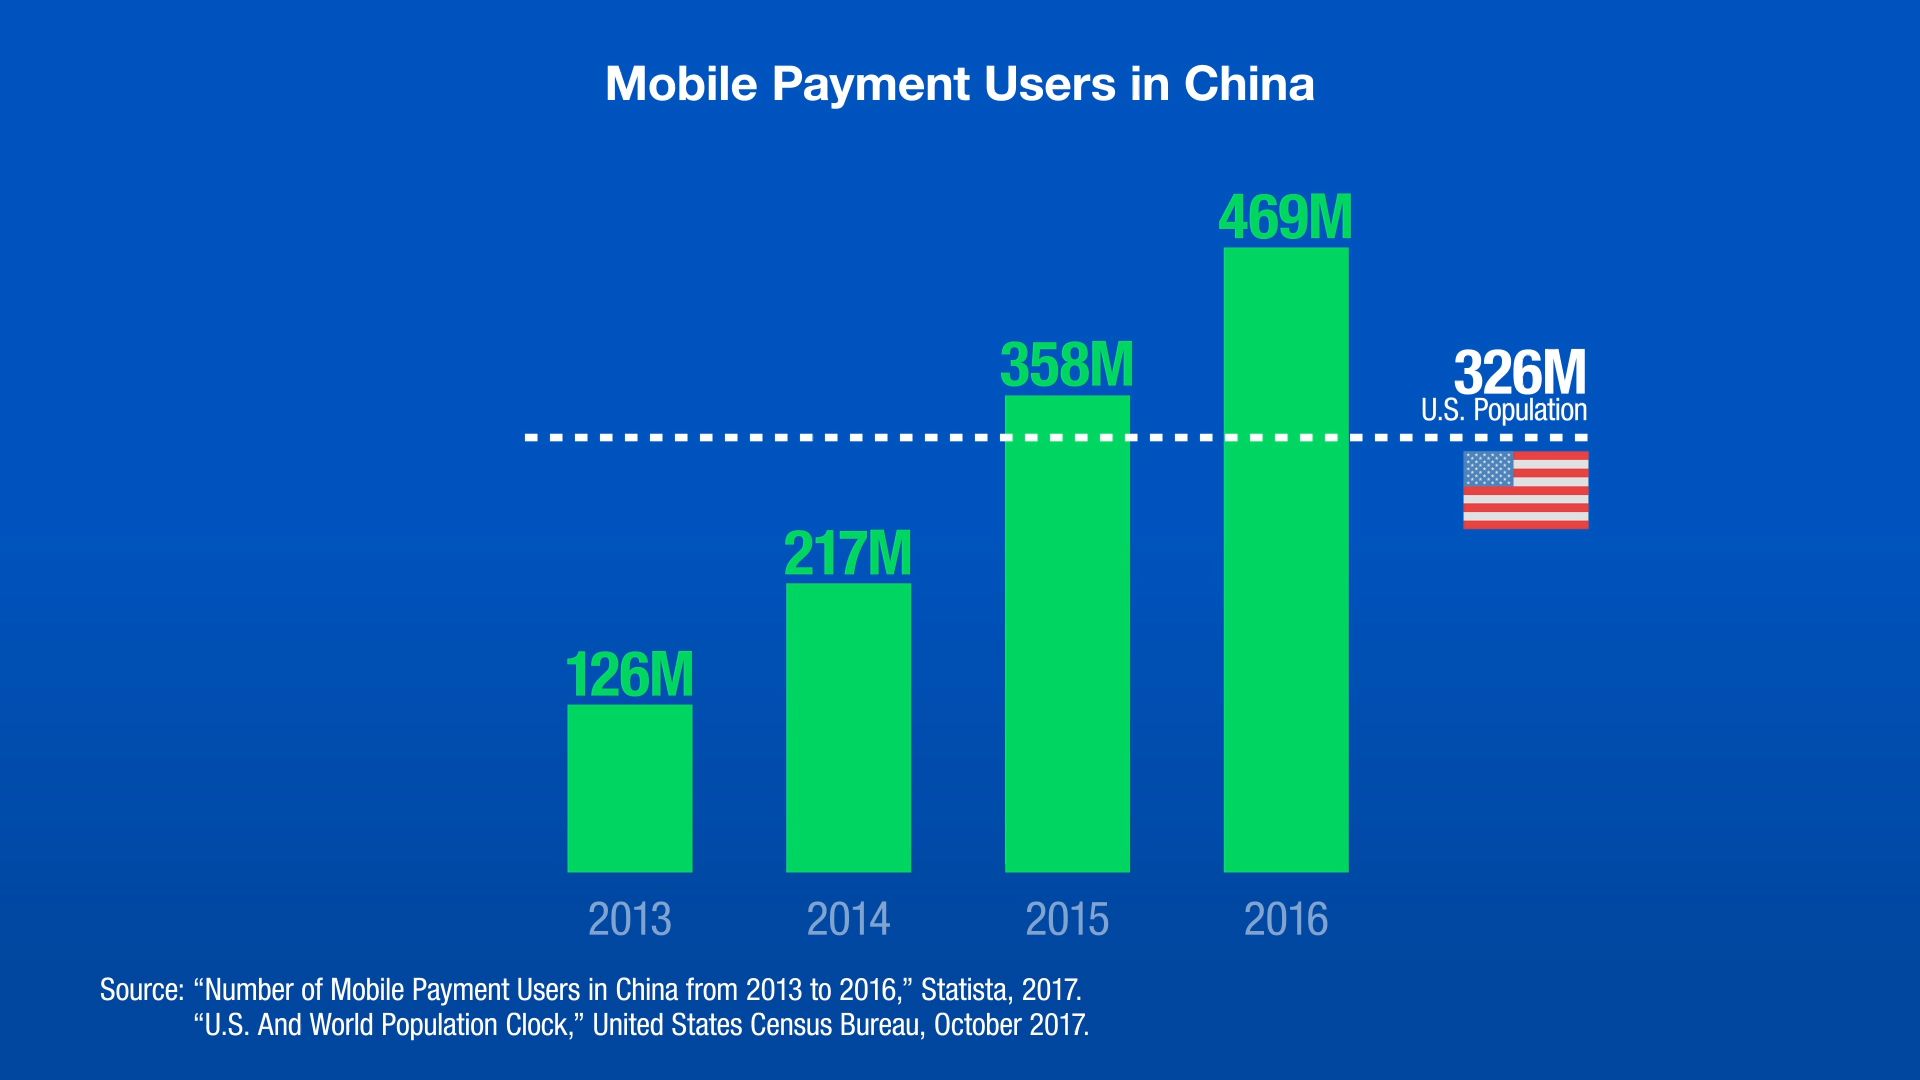 Mobile Payment Users in China
469M
358M
326M
U.S. Population
217M
126M
2013 2014 2015 2016
Source: “Number of Mobile Payment Users in China from 2013 to 2016,” Statista, 2017.
“U.S. And World Population Clock,” United States Census Bureau, October 2017.